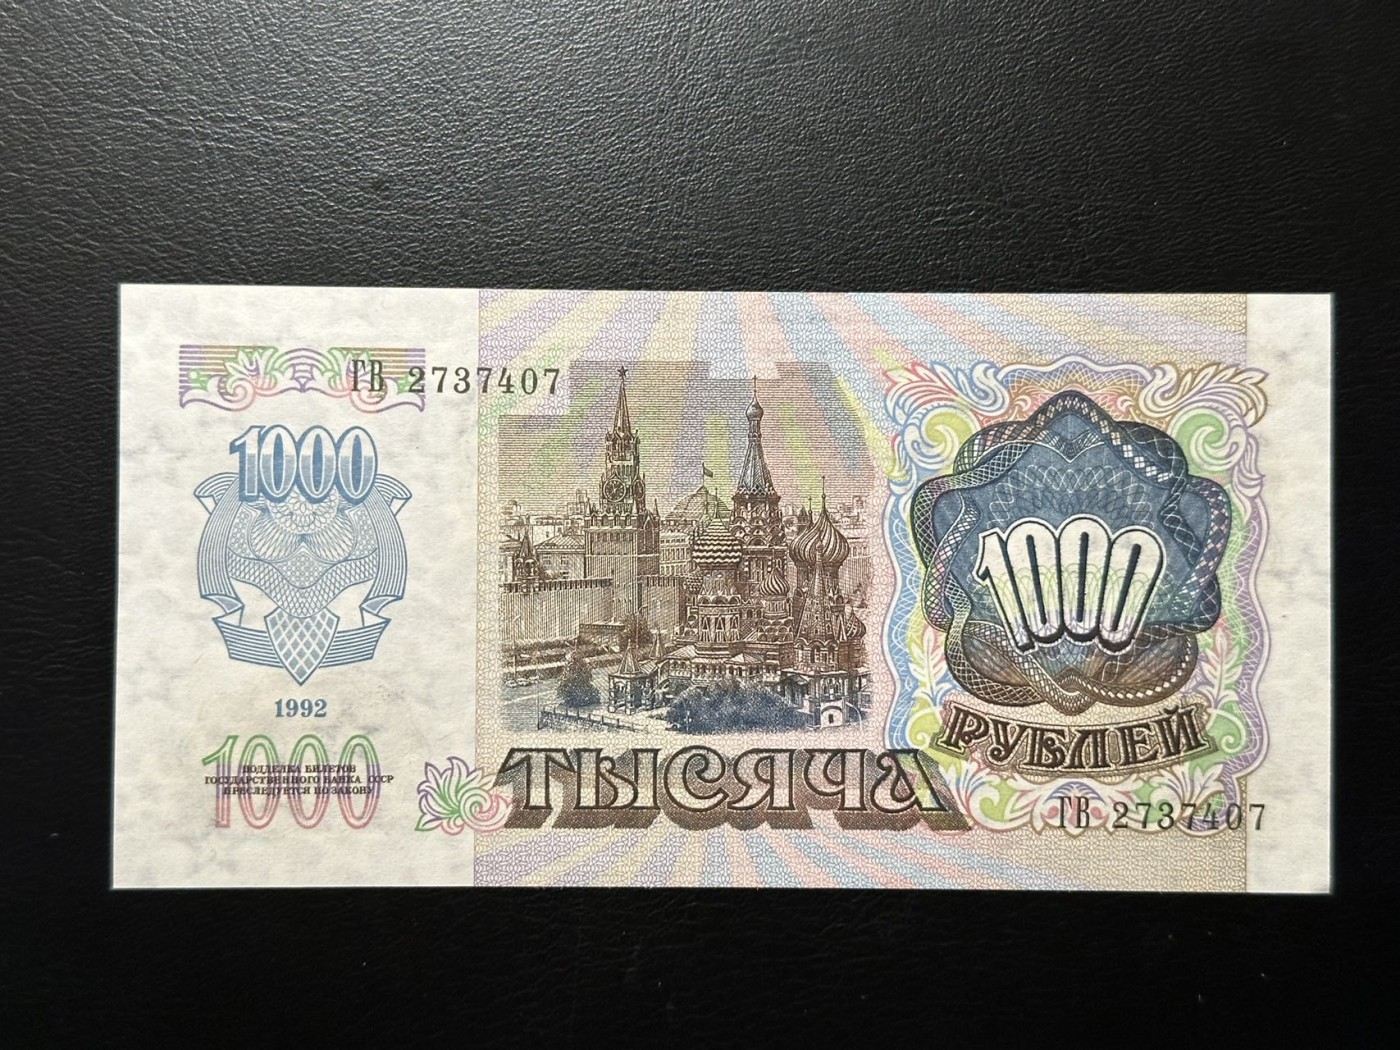 ГВ 2737407
1000
1000
1992
1000
ПОДДЕЛКА БИЛЕТОВ
ГОСУДАРСТВЕННОГО БАНКА СССР
ПРЕСЛЕДУЕТСЯ ПО ЗАКОНУ
ТЫСЯЧА
РУБЛЕЙ
ГВ 2737407